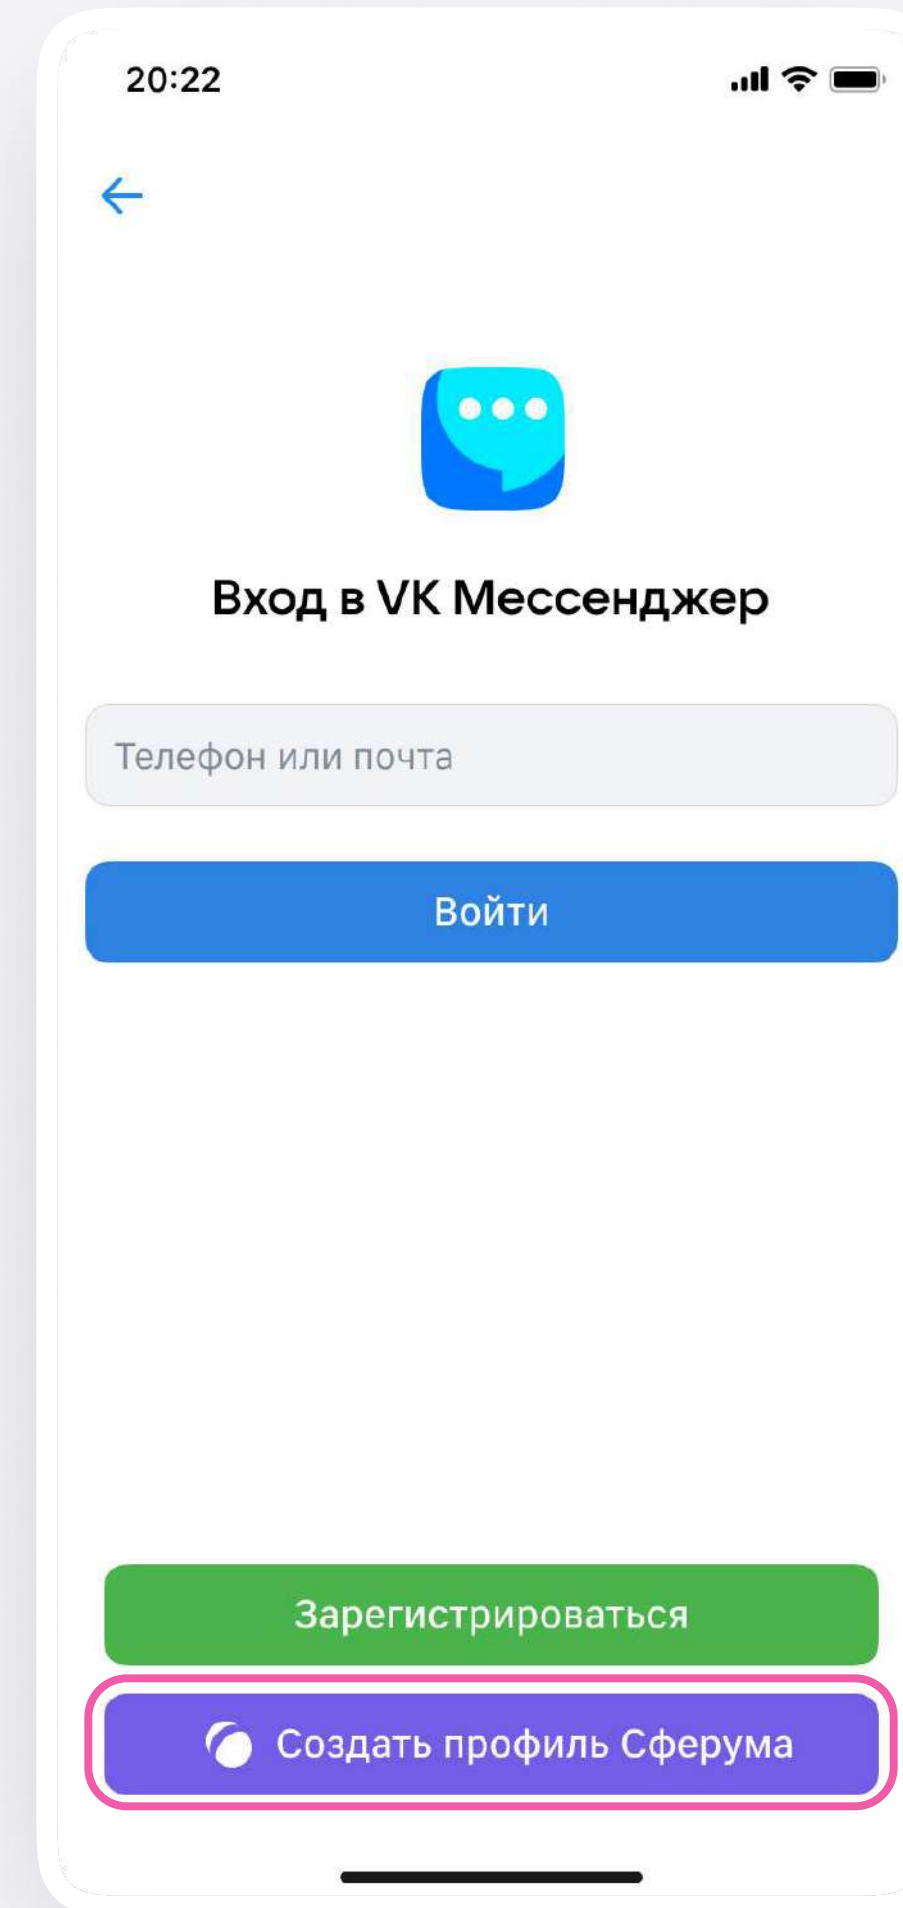 20:22
Вход в VK Мессенджер
Телефон или почта
Войти
Зарегистрироваться
Создать профиль Сферума